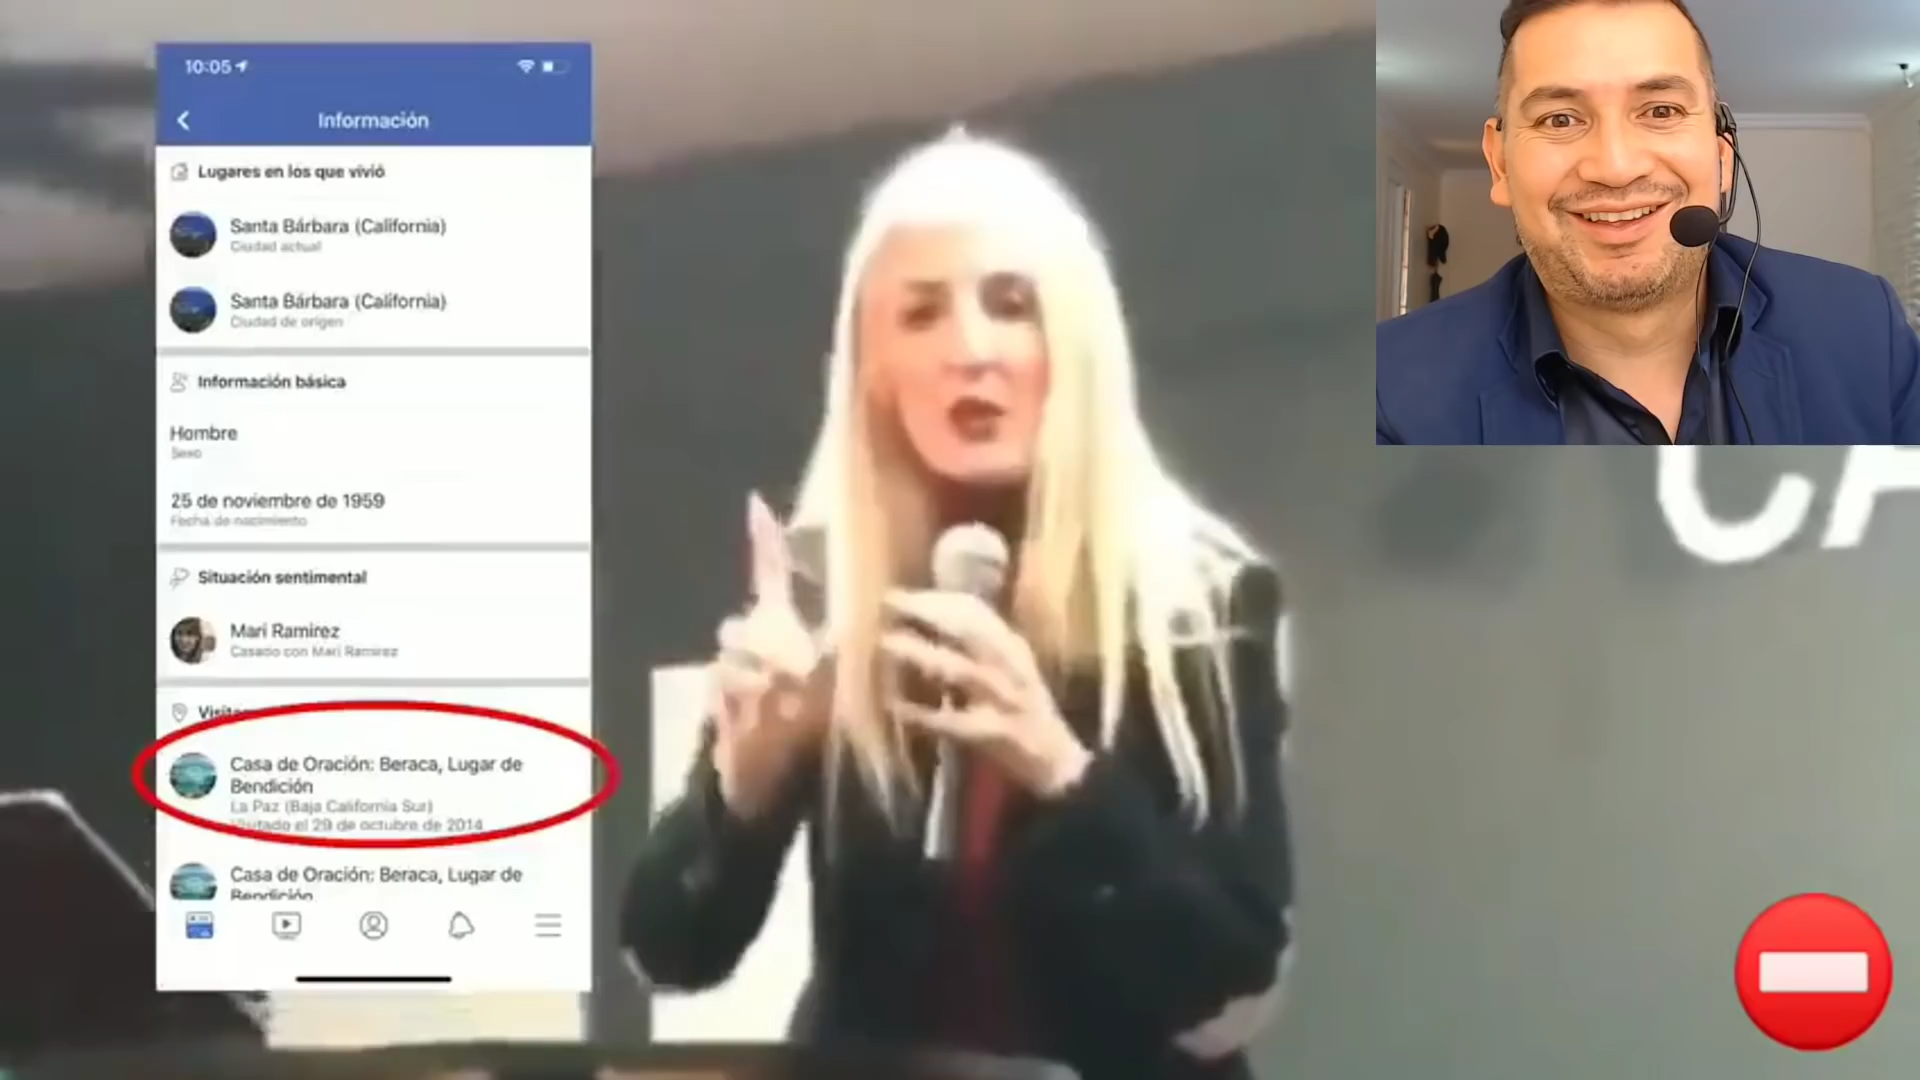 10:05
Información
Lugares en los que vivió
Santa Bárbara (California)
Ciudad actual
Santa Bárbara (California)
Ciudad de origen
Información básica
Hombre
Sexo
25 de noviembre de 1959
Fecha de nacimiento
Situación sentimental
Mari Ramirez
Casado con Mari Ramirez
Casa de Oración: Beraca, Lugar de
Bendición
La Paz (Baja California Sur)
Visitado el 29 de octubre de 2014
Casa de Oración: Beraca, Lugar de
Bendición
CA